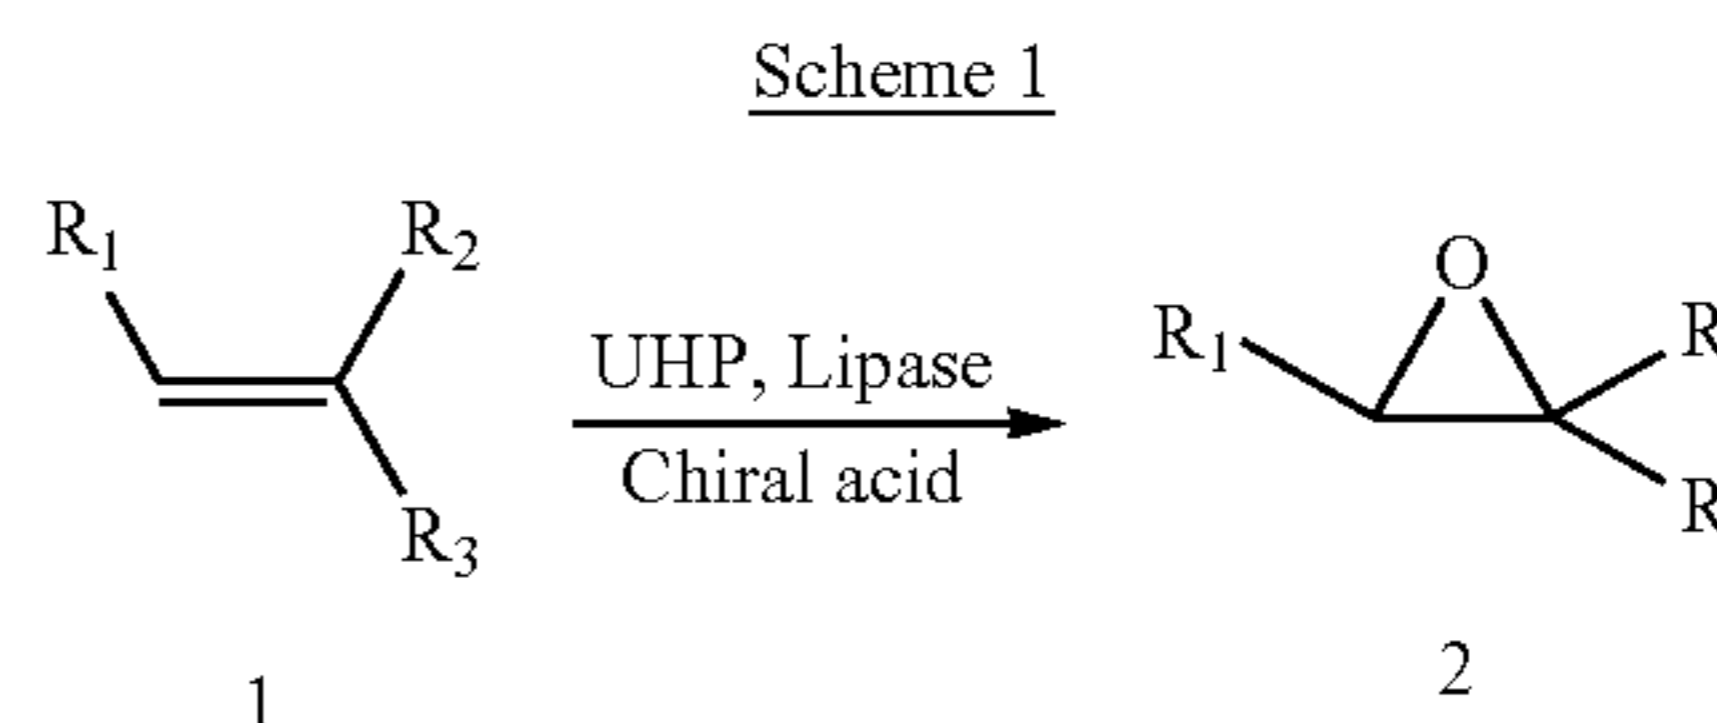 Scheme 1
R1
R2
R3
1
UHP, Lipase
Chiral acid
O
R1
R
R
2